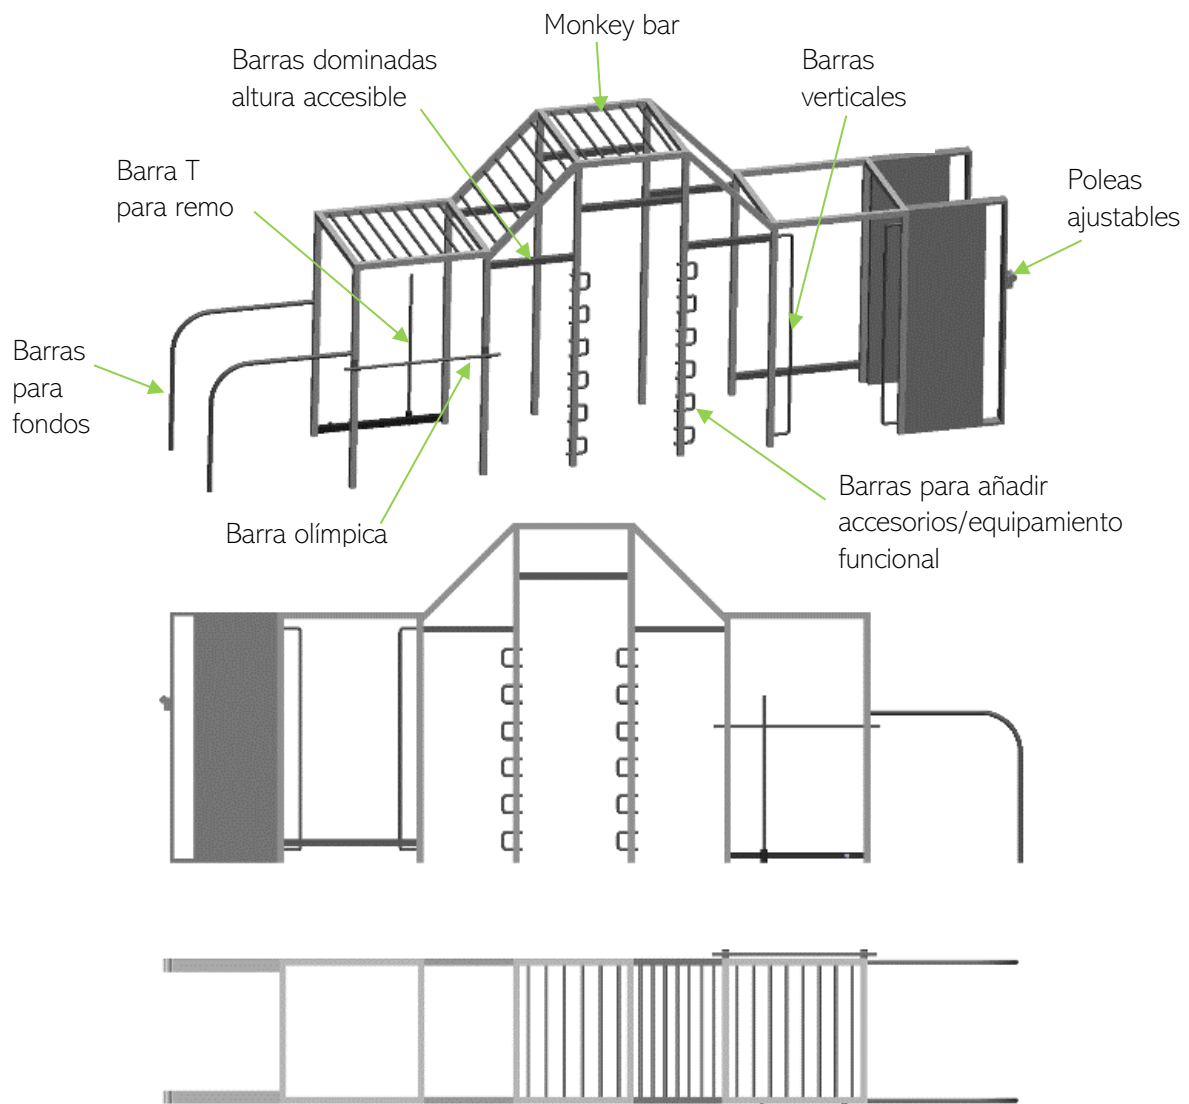 Monkey bar
Barras dominadas
altura accesible
Barras
verticales
Barra T
para remo
Poleas
ajustables
Barras
para
fondos
Barra olímpica
Barras para añadir
accesorios/equipamiento
funcional